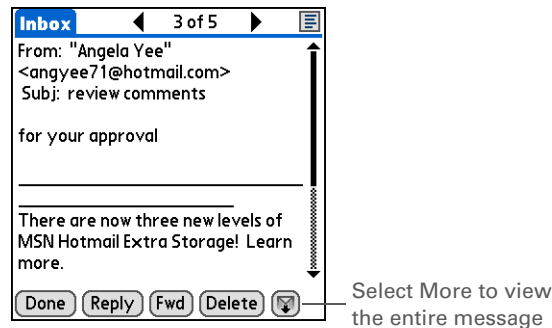 Inbox 3 of 5
From: "Angela Yee"
<angyee71@hotmail.com>
Subj: review comments
for your approval
There are now three new levels of
MSN Hotmail Extra Storage! Learn
more.
Done Reply Fwd Delete
Select More to view
the entire message